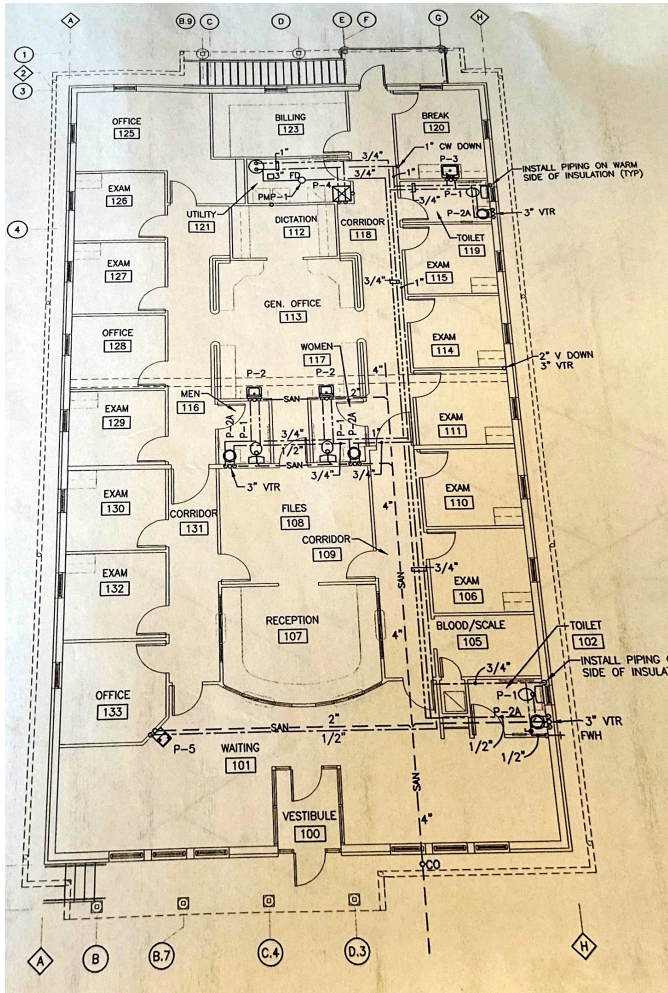 A
B.9
C
D
E
F
G
H
1
2
3
4
OFFICE
125
BILLING
123
BREAK
120
1" CW DOWN
3/4"
3/4"
P-3
1"
1"
3"
FD
P-4
PMP-1
P-1
3/4"
P-2A
INSTALL PIPING ON WARM
SIDE OF INSULATION (TYP)
3" VTR
EXAM
126
UTILITY
121
DICTATION
112
CORRIDOR
118
TOILET
119
EXAM
127
EXAM
115
3/4"
1"
GEN. OFFICE
113
OFFICE
128
WOMEN
117
EXAM
114
2" V DOWN
3" VTR
4"
P-2
P-2
SAN
2"
MEN
116
EXAM
129
P-2A
P-1
3/4"
1/2"
P-1
P-2A
1"
EXAM
111
SAN
3/4"
3/4"
3" VTR
EXAM
130
CORRIDOR
131
FILES
108
4"
EXAM
110
CORRIDOR
109
EXAM
132
SAN
3/4"
EXAM
106
RECEPTION
107
4"
BLOOD/SCALE
105
TOILET
102
3/4"
INSTALL PIPING
SIDE OF INSULA
P-1
P-2A
OFFICE
133
3" VTR
FWH
SAN
2"
1/2"
1/2"
1/2"
P-5
WAITING
101
SAN
VESTIBULE
100
4"
CO
A
B
B.7
C.4
D.3
H